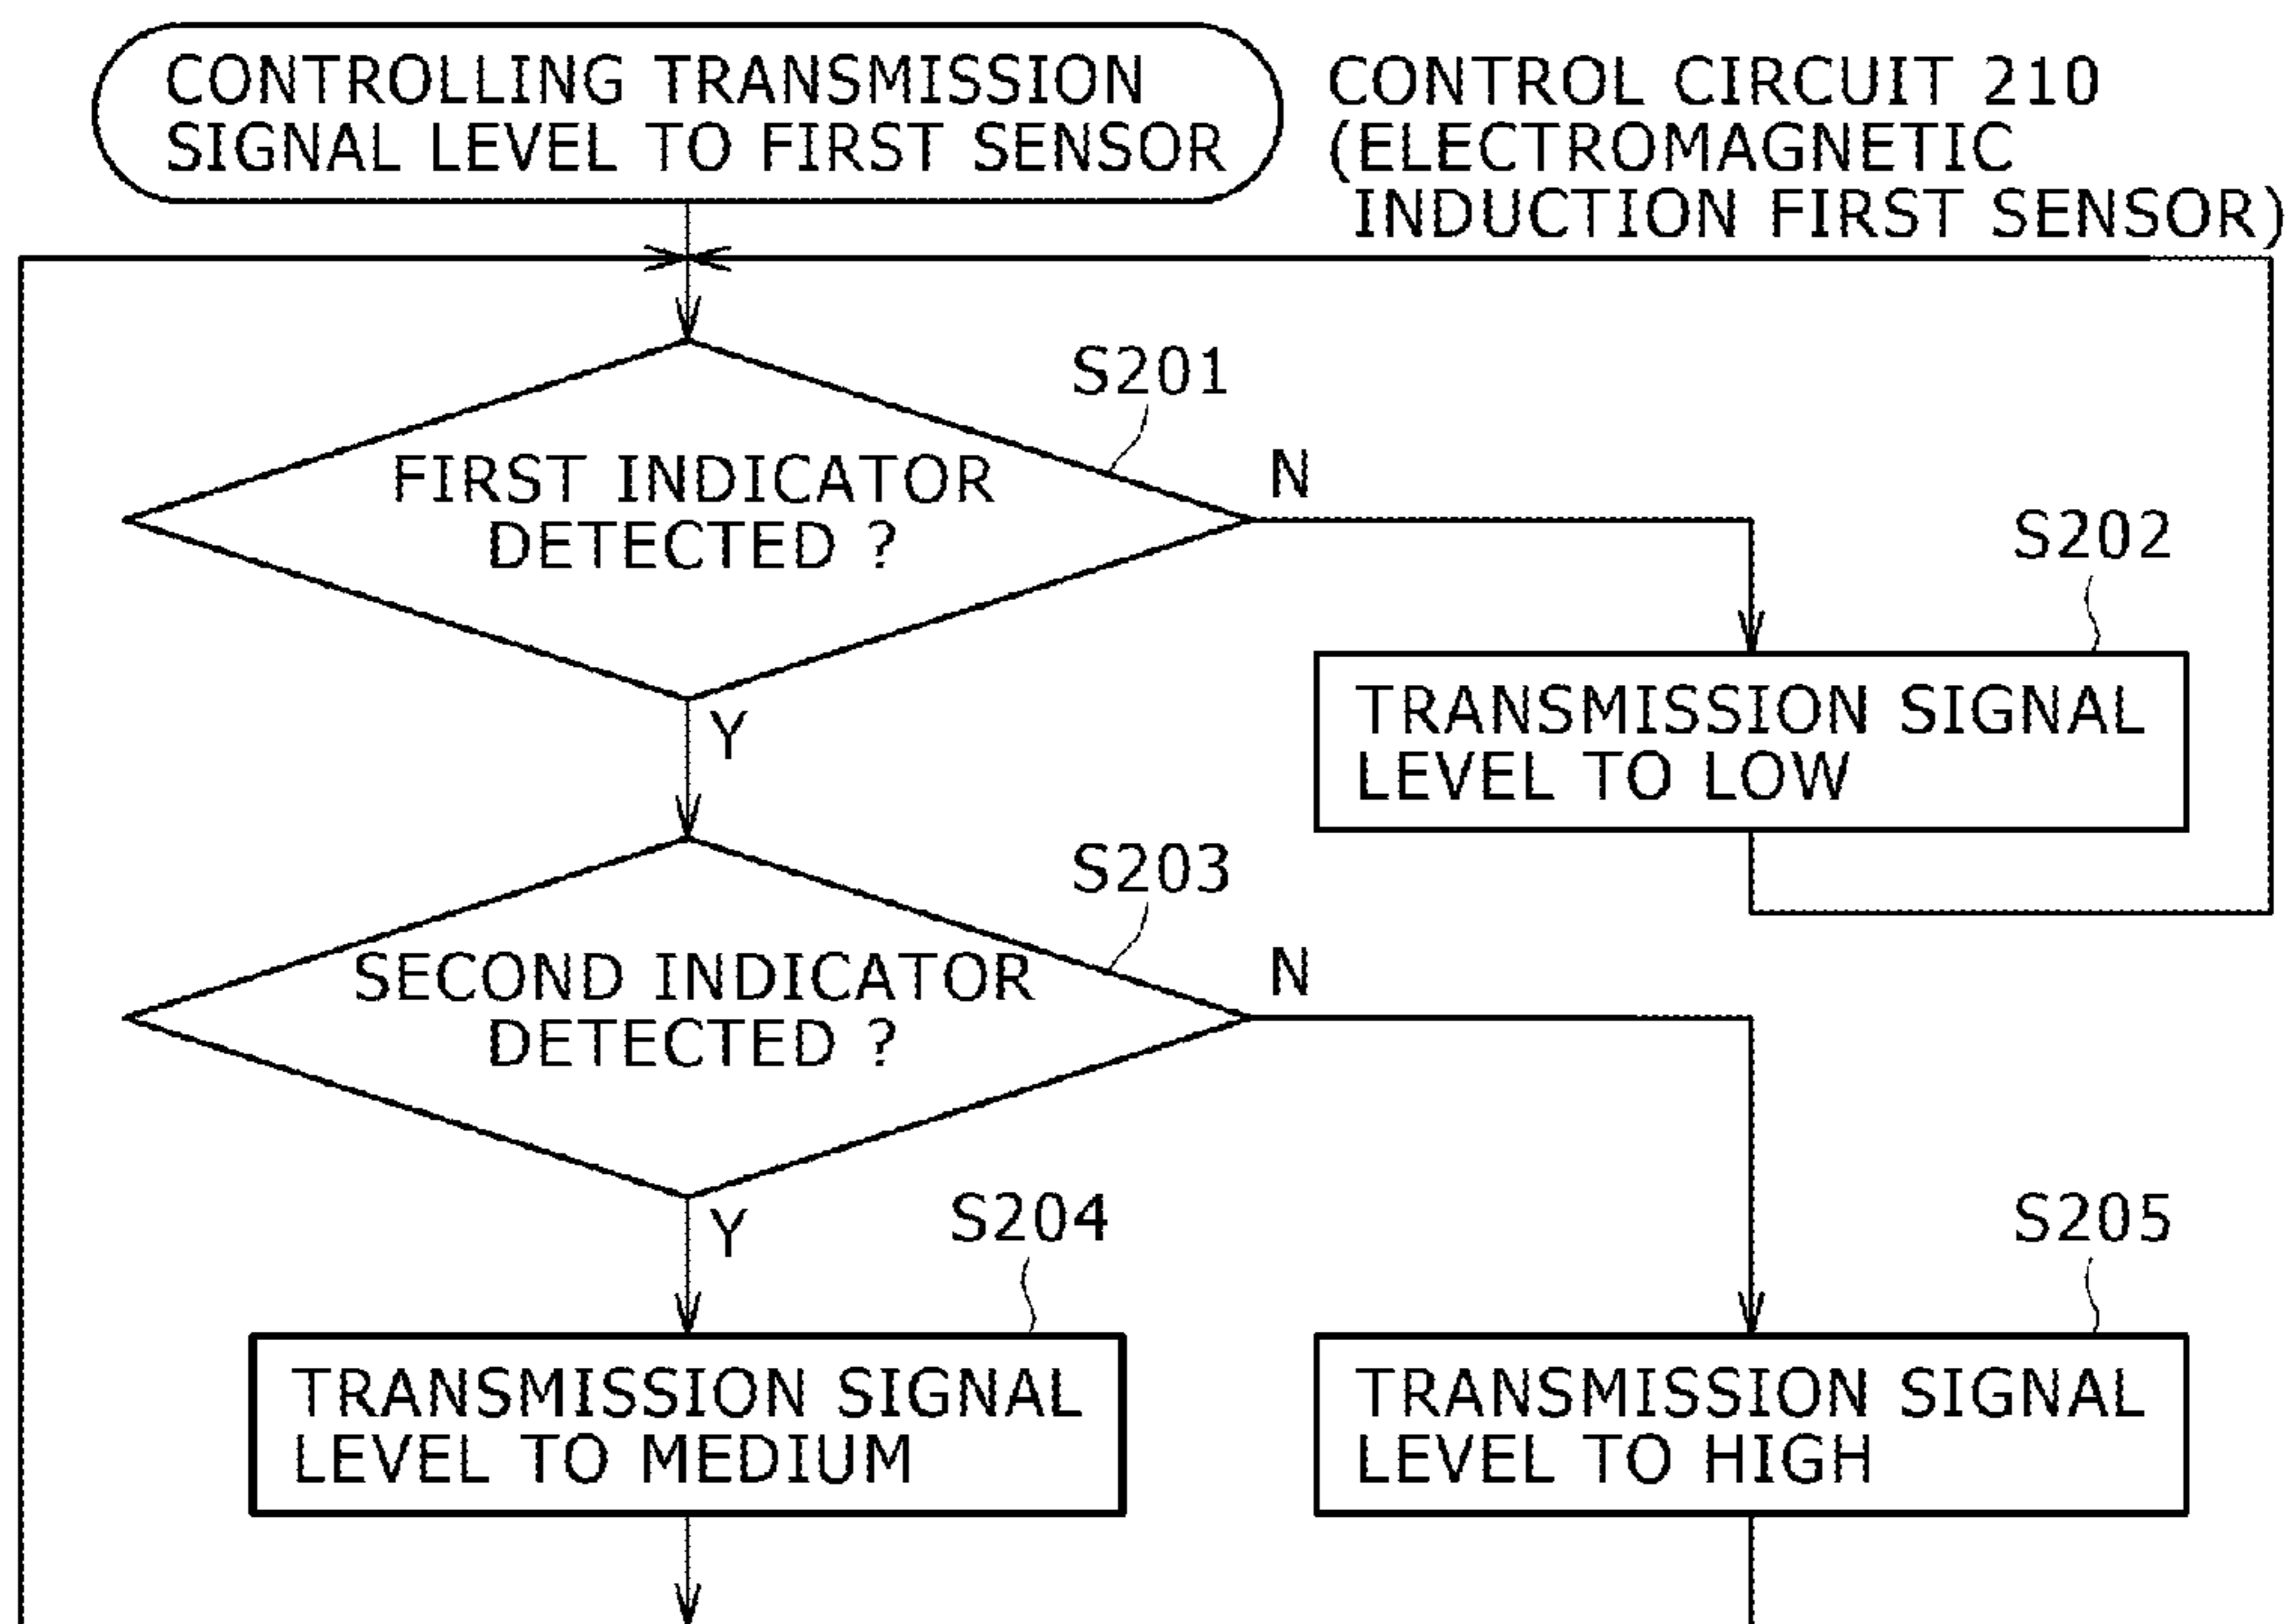 CONTROLLING TRANSMISSION
SIGNAL LEVEL TO FIRST SENSOR
CONTROL CIRCUIT 210
(ELECTROMAGNETIC
INDUCTION FIRST SENSOR)
S201
FIRST INDICATOR
DETECTED ?
N
S202
TRANSMISSION SIGNAL
LEVEL TO LOW
Y
S203
SECOND INDICATOR
DETECTED ?
N
Y
S204
TRANSMISSION SIGNAL
LEVEL TO MEDIUM
S205
TRANSMISSION SIGNAL
LEVEL TO HIGH